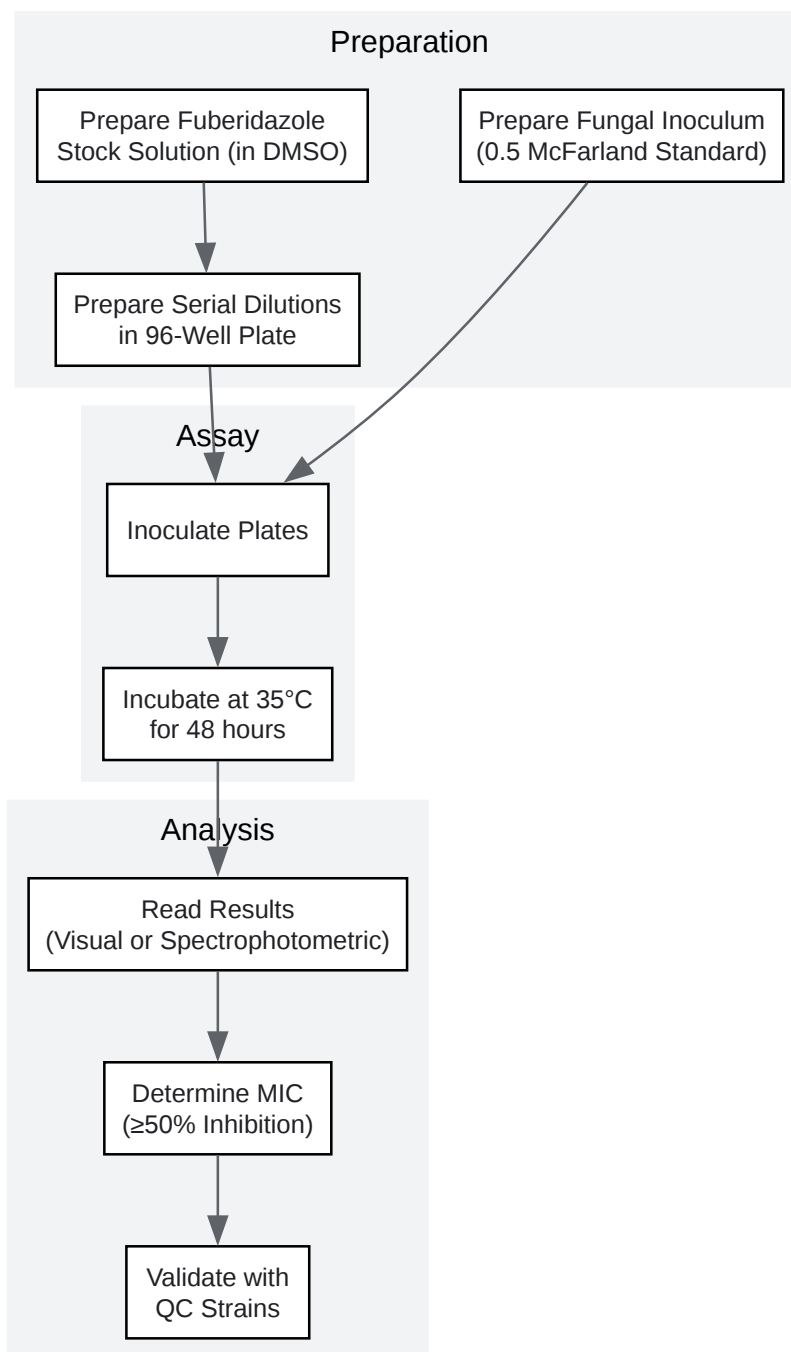 Preparation
Prepare Fuberidazole
Stock Solution (in DMSO)
Prepare Fungal Inoculum
(0.5 McFarland Standard)
Prepare Serial Dilutions
in 96-Well Plate
Assay
Inoculate Plates
Incubate at 35°C
for 48 hours
Analysis
Read Results
(Visual or Spectrophotometric)
Determine MIC
(≥50% Inhibition)
Validate with
QC Strains